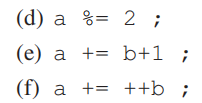 (d) a %= 2 ;
(e) a += b+1 ;
(f) a += ++b ;